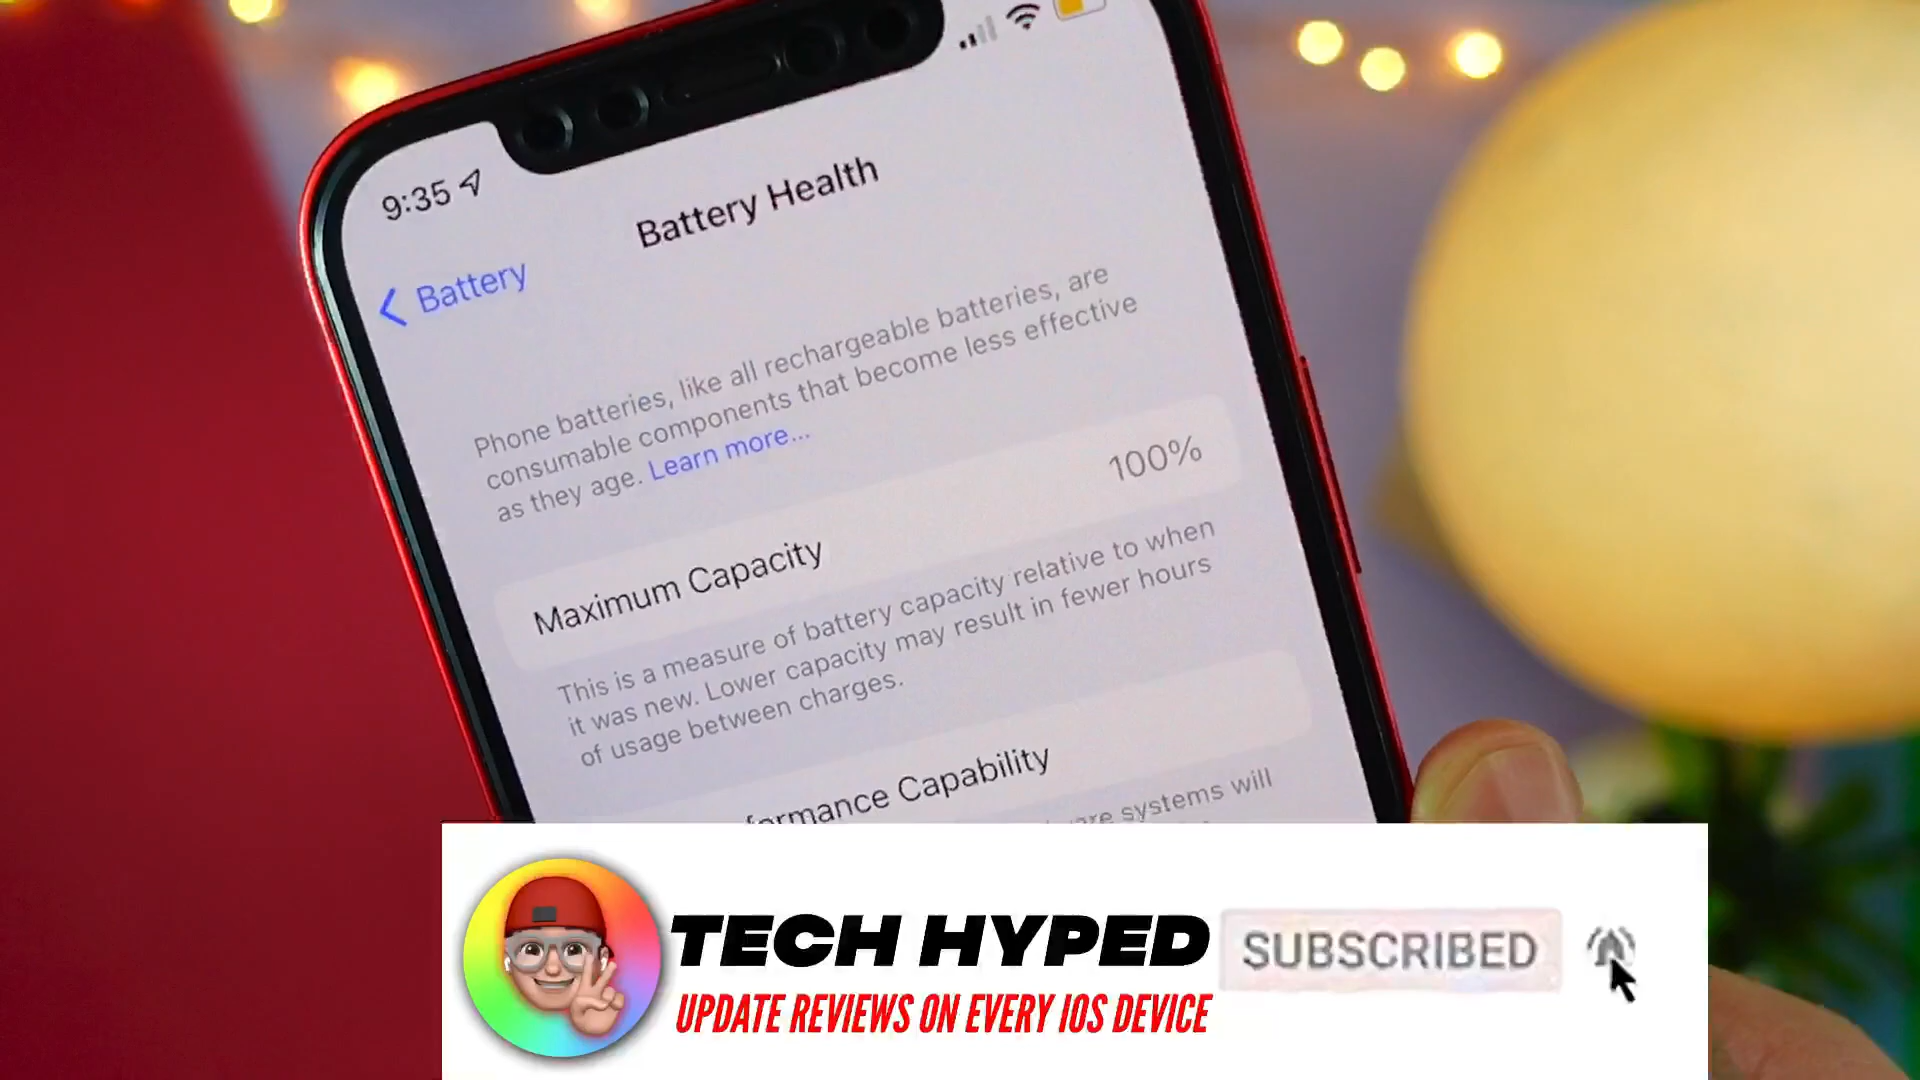 9:35
Battery Health
Battery
Phone batteries, like all rechargeable batteries, are
consumable components that become less effective
as they age. Learn more...
Maximum Capacity 100%
This is a measure of battery capacity relative to when
it was new. Lower capacity may result in fewer hours
of usage between charges.
formance Capability
systems will
TECH HYPED
UPDATE REVIEWS ON EVERY IOS DEVICE
SUBSCRIBED